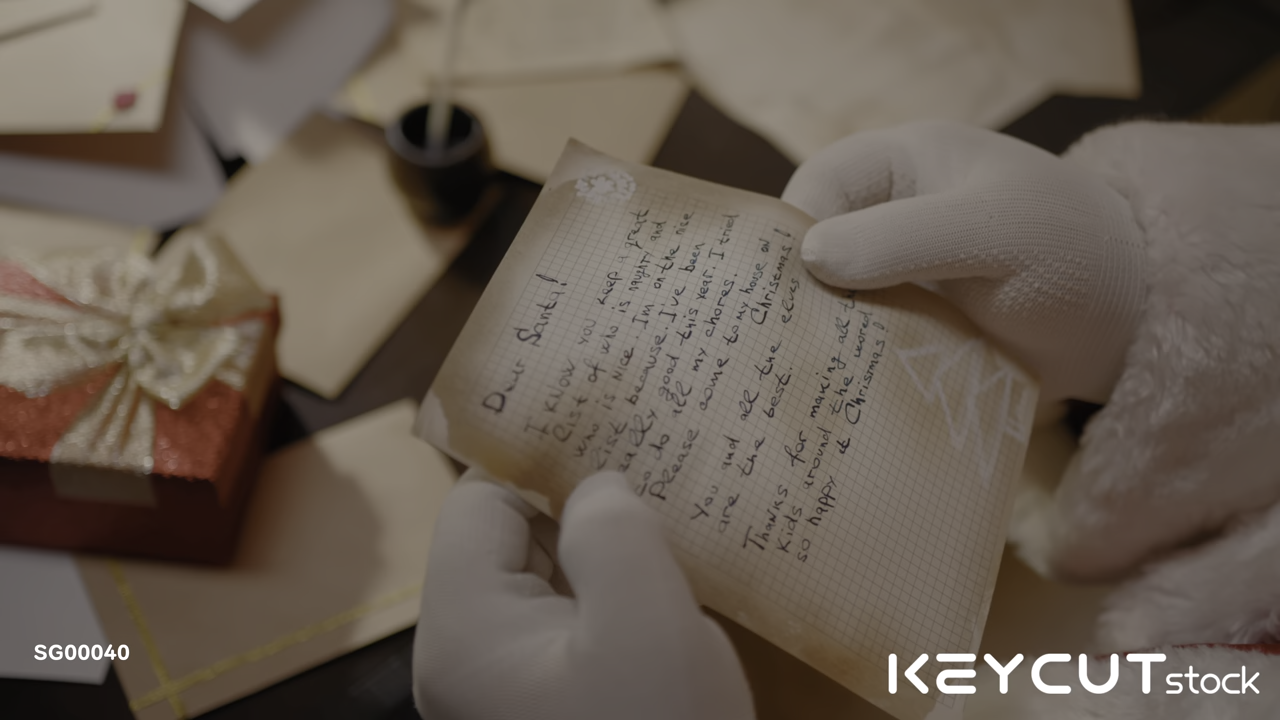 Dear Santa!
I know you keep a great
list of who is naughty and
who is nice. I'm on the nice
list because I've been
really good this year. I tried
to do all my chores.
Please come to my house on
Christmas!
You and all the elves
are the best.
Thanks for making all
kids around the world
so happy at Christmas!
SG00040
KEYCUTstock